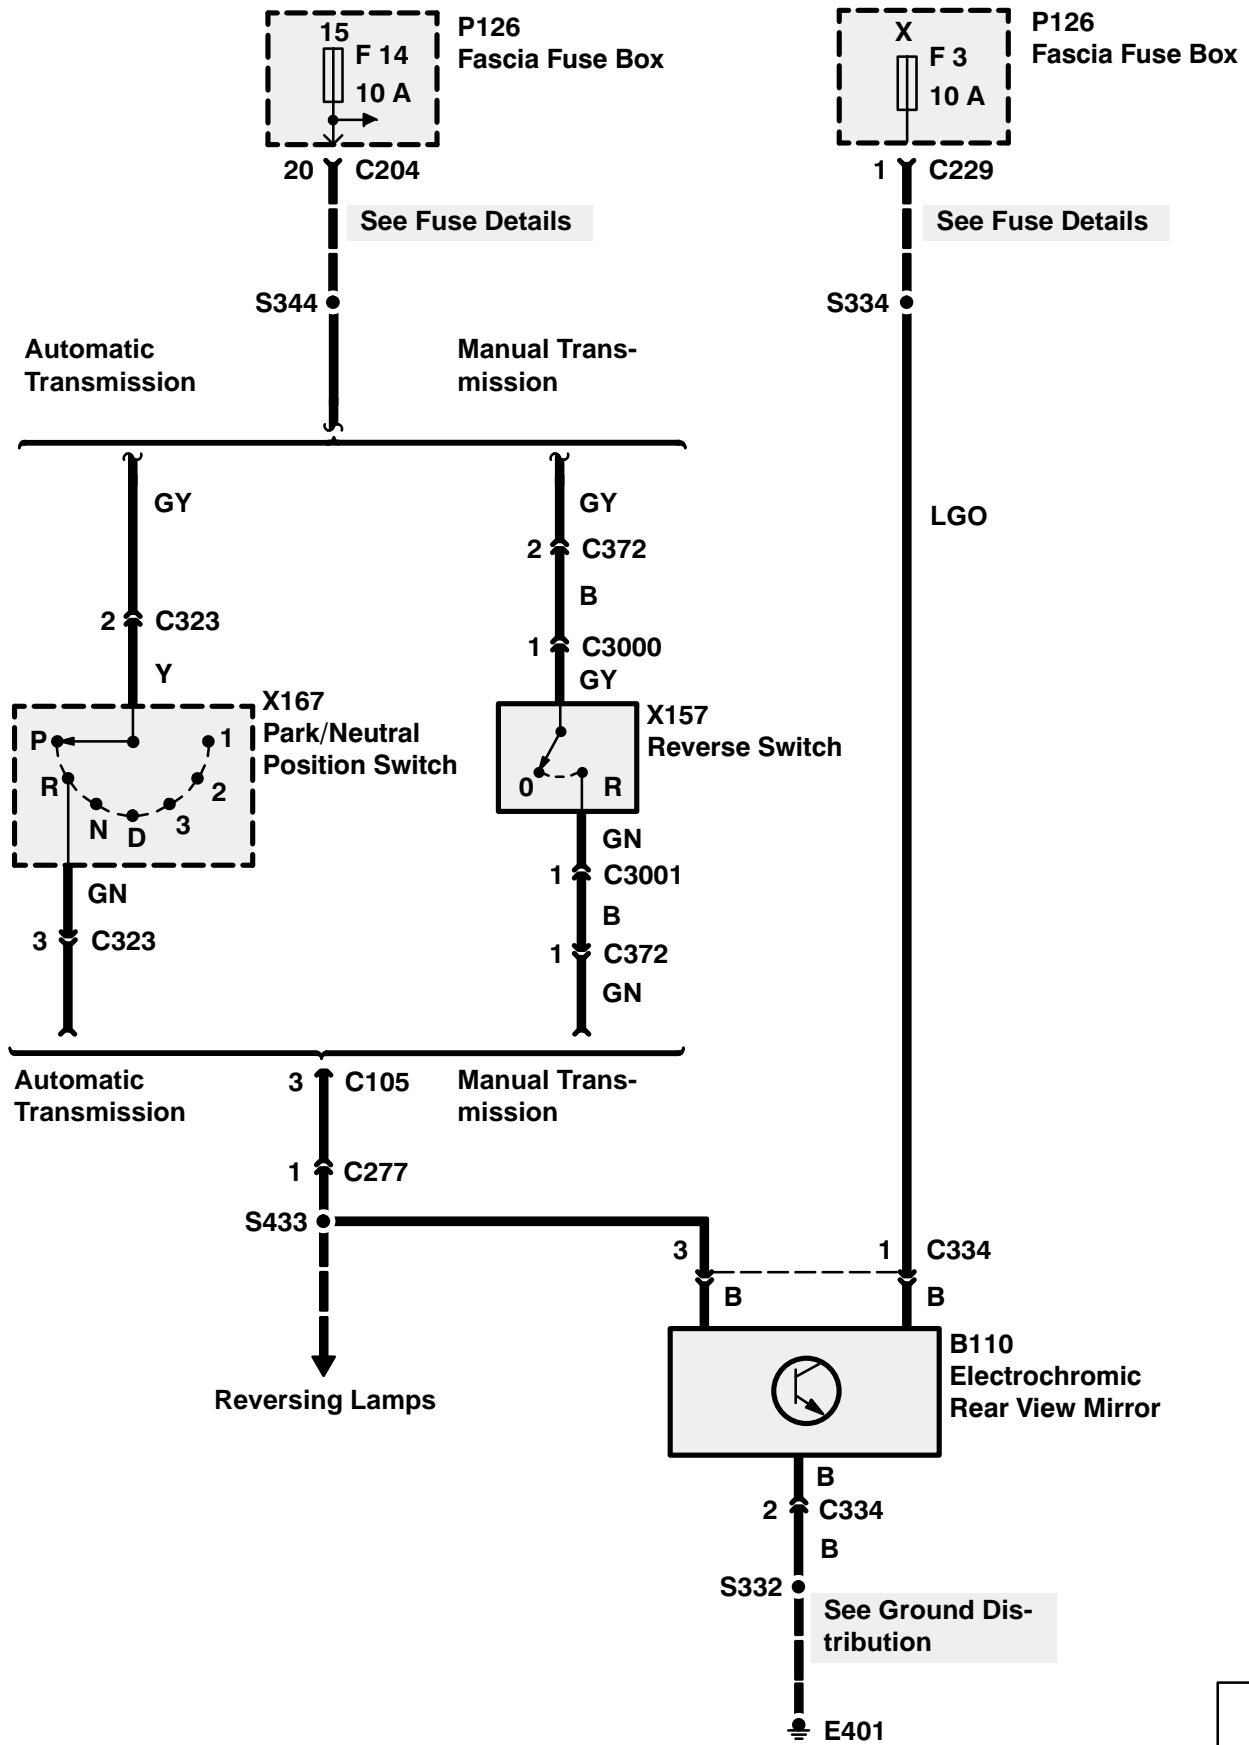 15
F 14
10 A
P126
Fascia Fuse Box
X
F 3
10 A
P126
Fascia Fuse Box
20
C204
1
C229
See Fuse Details
See Fuse Details
S344
S334
Automatic
Transmission
Manual Trans-
mission
GY
GY
LGO
2
C372
B
2
C323
1
C3000
Y
GY
X167
Park/Neutral
Position Switch
P
R
N
D
3
2
1
X157
Reverse Switch
0
R
GN
GN
1
C3001
B
3
C323
1
C372
GN
Automatic
Transmission
3
C105
Manual Trans-
mission
1
C277
S433
3
1
C334
B
B
B110
Electrochromic
Rear View Mirror
Reversing Lamps
B
2
C334
B
S332
See Ground Dis-
tribution
E401